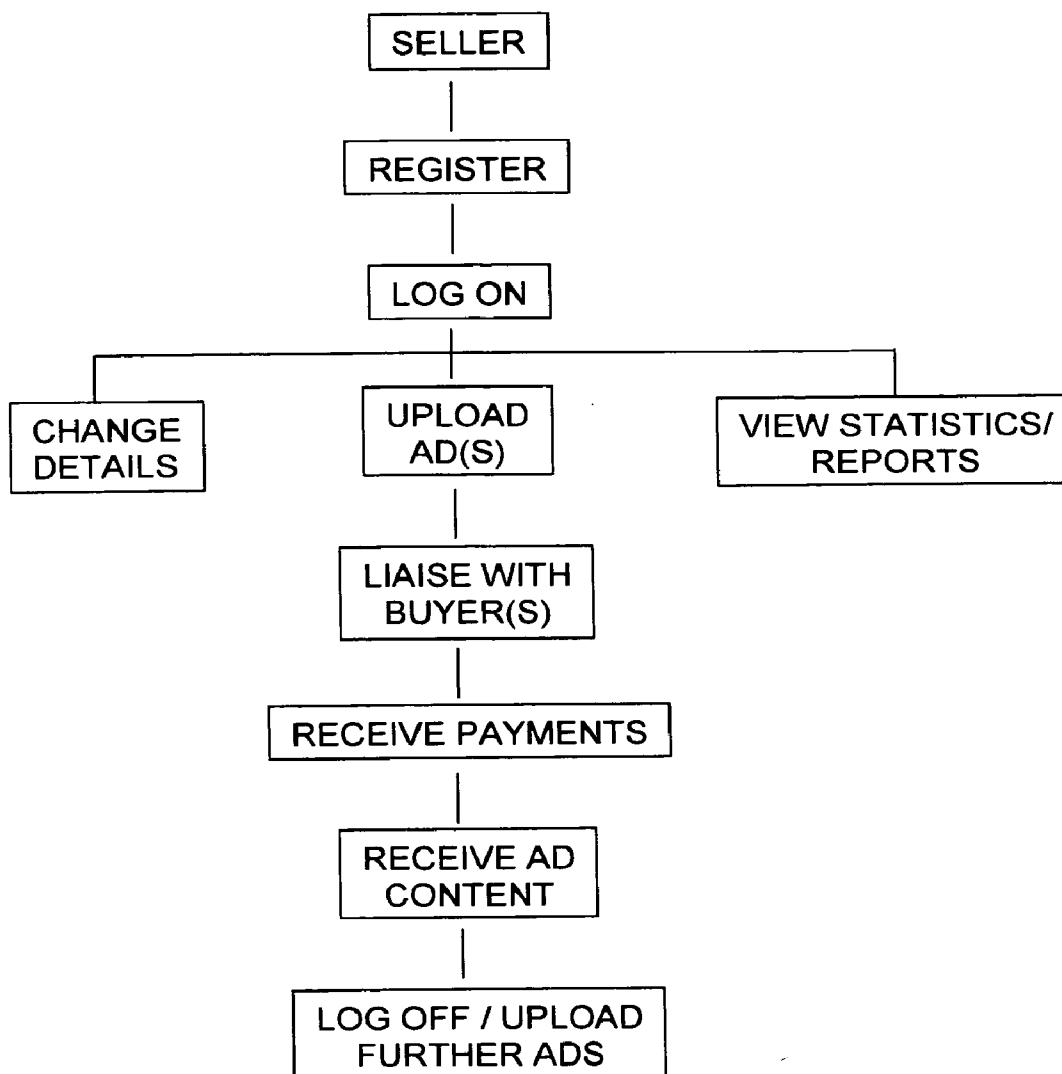 SELLER
REGISTER
LOG ON
CHANGE
DETAILS
UPLOAD
AD(S)
VIEW STATISTICS/
REPORTS
LIAISE WITH
BUYER(S)
RECEIVE PAYMENTS
RECEIVE AD
CONTENT
LOG OFF / UPLOAD
FURTHER ADS